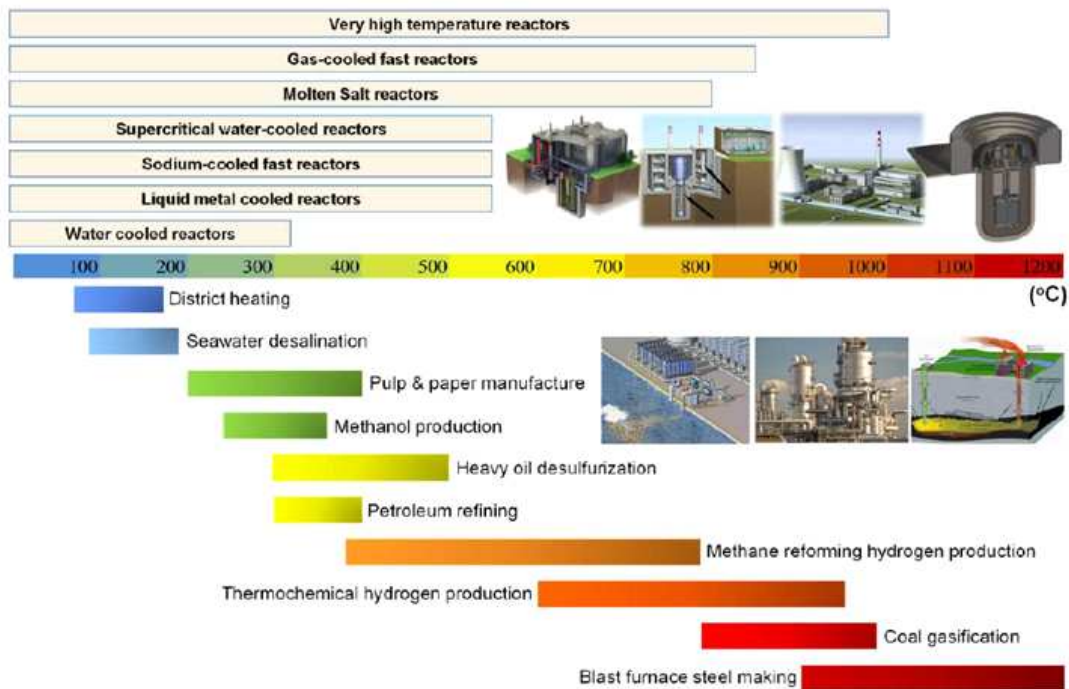 Very high temperature reactors
Gas-cooled fast reactors
Molten Salt reactors
Supercritical water-cooled reactors
Sodium-cooled fast reactors
Liquid metal cooled reactors
Water cooled reactors
100 200 300 400 500 600 700 800 900 1000 1100 1200
(°C)
District heating
Seawater desalination
Pulp & paper manufacture
Methanol production
Heavy oil desulfurization
Petroleum refining
Methane reforming hydrogen production
Thermochemical hydrogen production
Coal gasification
Blast furnace steel making